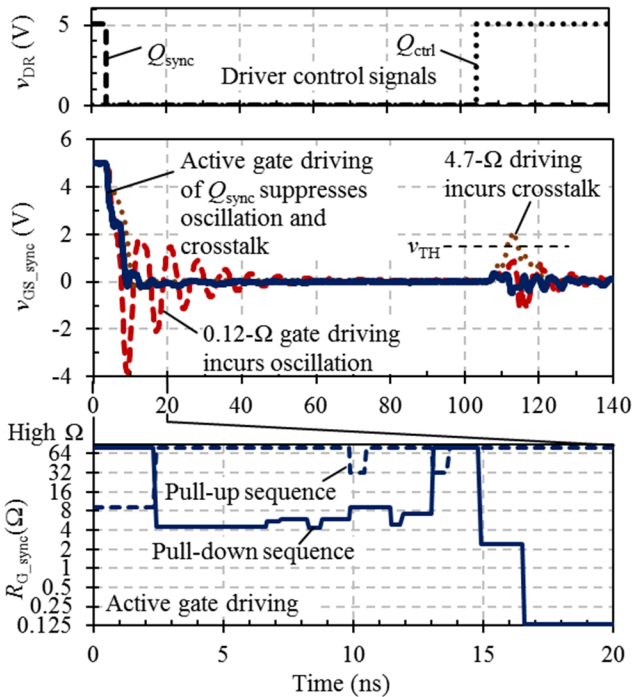 5
v_DR (V)
Q_sync
Q_ctrl
Driver control signals
0
6
4
2
0
-2
-4
v_GS_sync (V)
Active gate driving
of Q_sync suppresses
oscillation and
crosstalk
4.7-Ω driving
incurs crosstalk
v_TH
0.12-Ω gate driving
incurs oscillation
0 20 40 60 80 100 120 140
High Ω
64
32
16
8
4
2
1
0.5
0.25
0.125
R_G_sync(Ω)
Pull-up sequence
Pull-down sequence
Active gate driving
0 5 10 15 20
Time (ns)